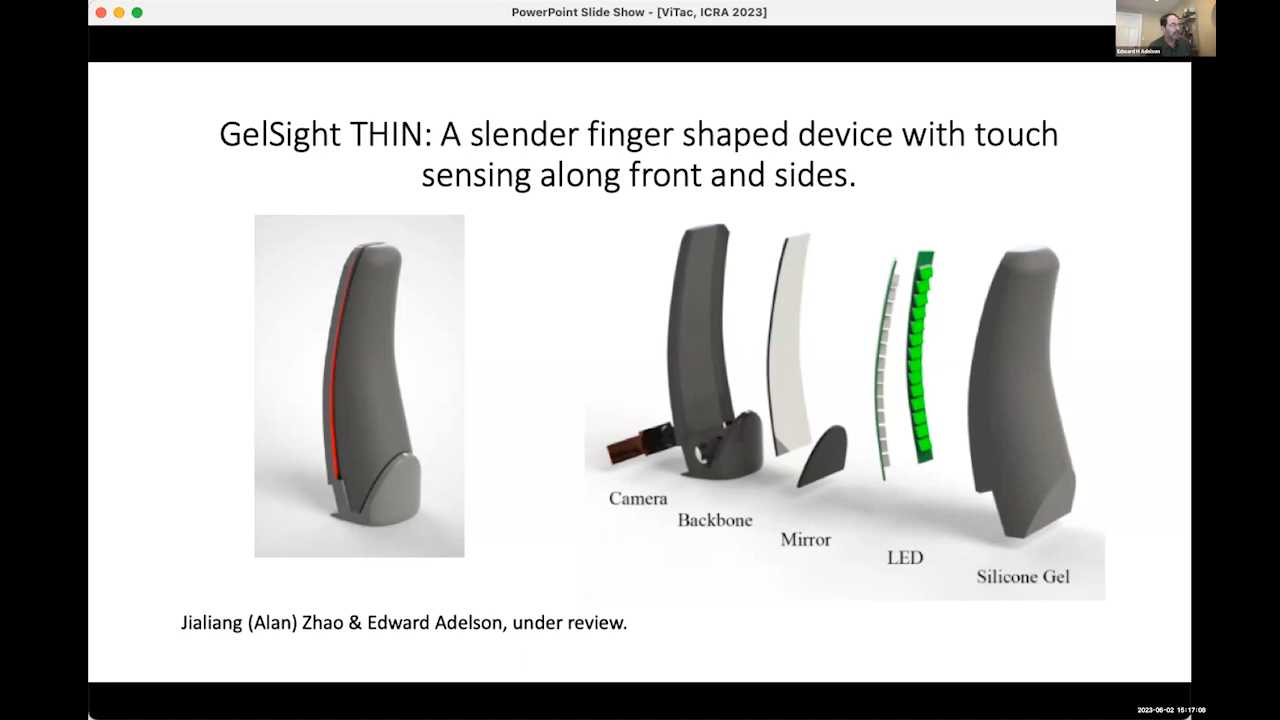 PowerPoint Slide Show - [ViTac, ICRA 2023]
Edward H Adelson
GelSight THIN: A slender finger shaped device with touch
sensing along front and sides.
Camera
Backbone
Mirror
LED
Silicone Gel
Jialiang (Alan) Zhao & Edward Adelson, under review.
2023-06-02 15:17:08